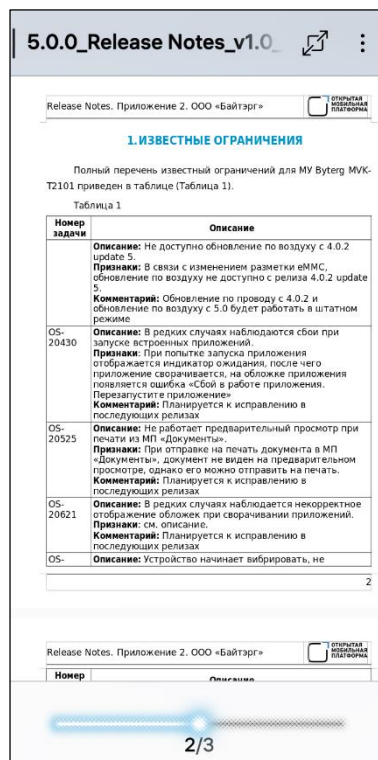 5.0.0_Release Notes_v1.0_
Release Notes. Приложение 2. ООО «Байтэрг»
ОТКРЫТАЯ
МОБИЛЬНАЯ
ПЛАТФОРМА
1. ИЗВЕСТНЫЕ ОГРАНИЧЕНИЯ
Полный перечень известный ограничений для МУ Byterg MVK-
T2101 приведен в таблице (Таблица 1).
Таблица 1
Номер
задачи
Описание
Описание: Не доступно обновление по воздуху с 4.0.2
update 5.
Признаки: В связи с изменением разметки eMMC,
обновление по воздуху не доступно с релиза 4.0.2 update
5.
Комментарий: Обновление по проводу с 4.0.2 и
обновление по воздуху с 5.0 будет работать в штатном
режиме
OS-
20430
Описание: В редких случаях наблюдаются сбои при
запуске встроенных приложений.
Признаки: При попытке запуска приложения
отображается индикатор ожидания, после чего
приложение сворачивается, на обложке приложения
появляется ошибка «Сбой в работе приложения.
Перезапустите приложение»
Комментарий: Планируется к исправлению в
последующих релизах
OS-
20525
Описание: Не работает предварительный просмотр при
печати из МП «Документы».
Признаки: При отправке на печать документа в МП
«Документы», документ не виден на предварительном
просмотре, однако его можно отправить на печать.
Комментарий: Планируется к исправлению в
последующих релизах
OS-
20621
Описание: В редких случаях наблюдается некорректное
отображение обложек при сворачивании приложений.
Признаки: см. описание.
Комментарий: Планируется к исправлению в
последующих релизах
OS-
Описание: Устройство начинает вибрировать, не
2
Release Notes. Приложение 2. ООО «Байтэрг»
ОТКРЫТАЯ
МОБИЛЬНАЯ
ПЛАТФОРМА
Номер
Описание
2/3